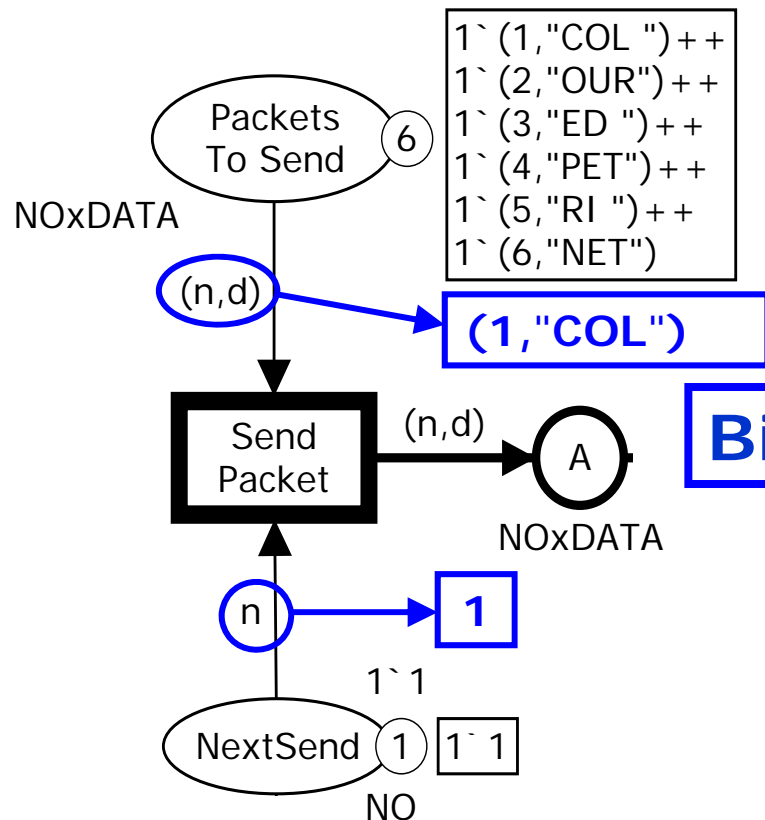 1`(1,"COL ")++
1`(2,"OUR")++
1`(3,"ED ")++
1`(4,"PET")++
1`(5,"RI ")++
1`(6,"NET")
Packets
To Send
6
NOxDATA
(n,d)
(1,"COL")
Send
Packet
(n,d)
A
NOxDATA
Bi
n
1
1`1
NextSend
1
1`1
NO